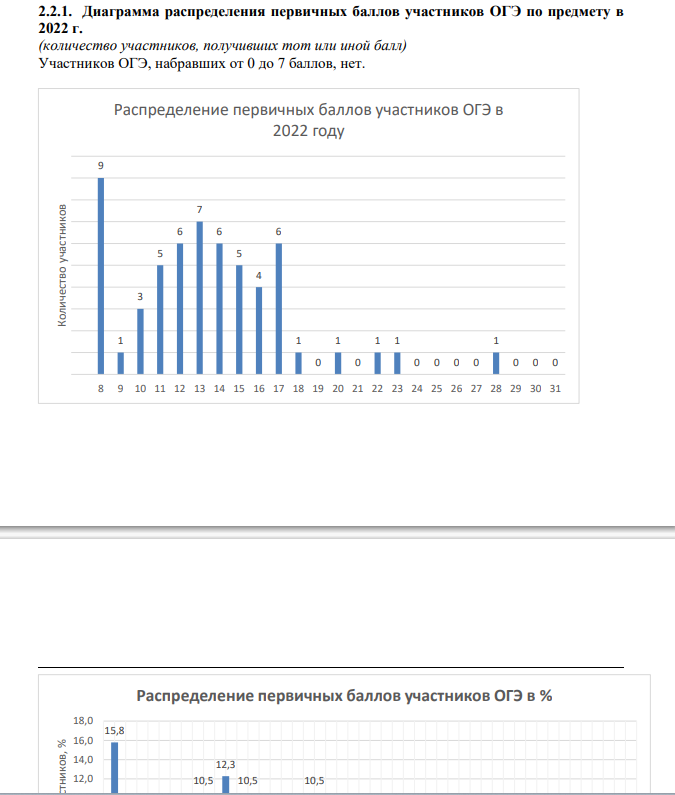 2.2.1. Диаграмма распределения первичных баллов участников ОГЭ по предмету в
2022 г.
(количество участников, получивших тот или иной балл)
Участников ОГЭ, набравших от 0 до 7 баллов, нет.
Распределение первичных баллов участников ОГЭ в
2022 году
Количество участников
9 1 3 5 6 7 6 5 4 6 1 0 1 0 1 1 0 0 0 0 1 0 0 0
8 9 10 11 12 13 14 15 16 17 18 19 20 21 22 23 24 25 26 27 28 29 30 31
Распределение первичных баллов участников ОГЭ в %
стников, %
18,0
16,0
14,0
12,0
15,8
12,3
10,5 10,5 10,5